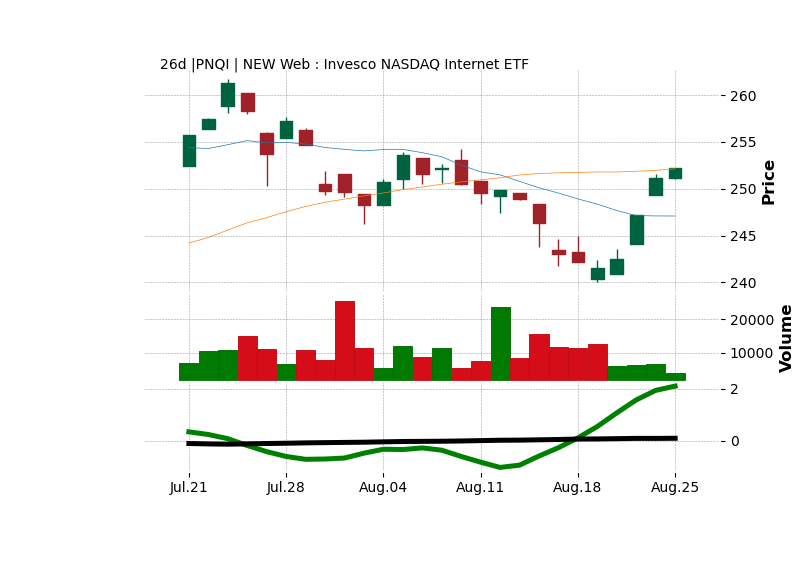 26d |PNQI | NEW Web : Invesco NASDAQ Internet ETF
260
255
250
245
240
Price
20000
10000
Volume
2
0
Jul.21 Jul.28 Aug.04 Aug.11 Aug.18 Aug.25